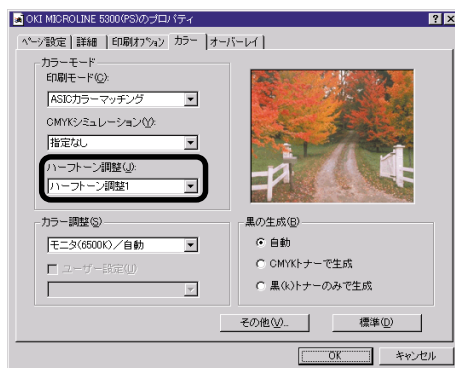 OKI MICROLINE 5300(PS)のプロパティ
ページ設定 詳細 印刷オプション カラー オーバーレイ
カラーモード
印刷モード(C):
ASICカラーマッチング
CMYKシミュレーション(Y):
指定なし
ハーフトーン調整(J):
ハーフトーン調整1
カラー調整(S)
モニタ(6500K)/自動
ユーザー設定(U)
黒の生成(B)
自動
CMYKトナーで生成
黒(k)トナーのみで生成
その他(V)... 標準(D)
OK キャンセル